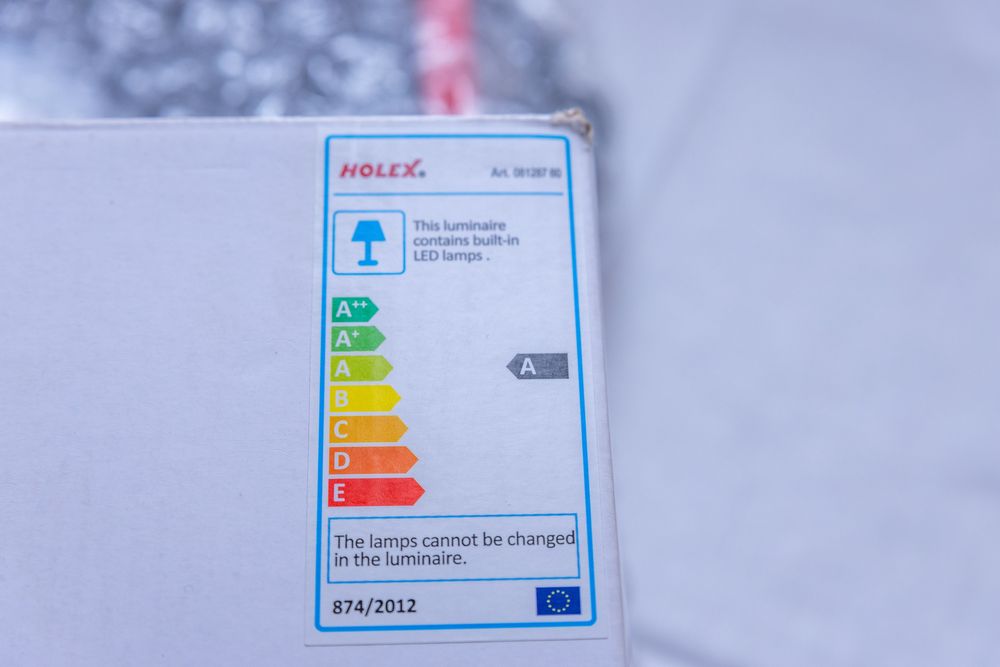 HOLEX®
Art. 081287 80
This luminaire
contains built-in
LED lamps .
A++
A+
A
A
B
C
D
E
The lamps cannot be changed
in the luminaire.
874/2012